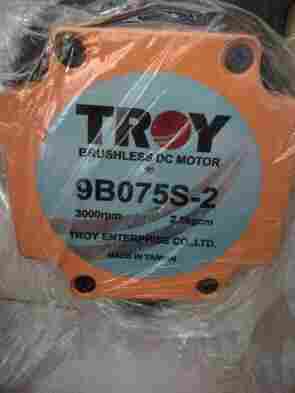 TROY
BRUSHLESS DC MOTOR
®
9B075S-2
3000rpm
TROY ENTERPRISE CO.,LTD.
MADE IN TAIWAN